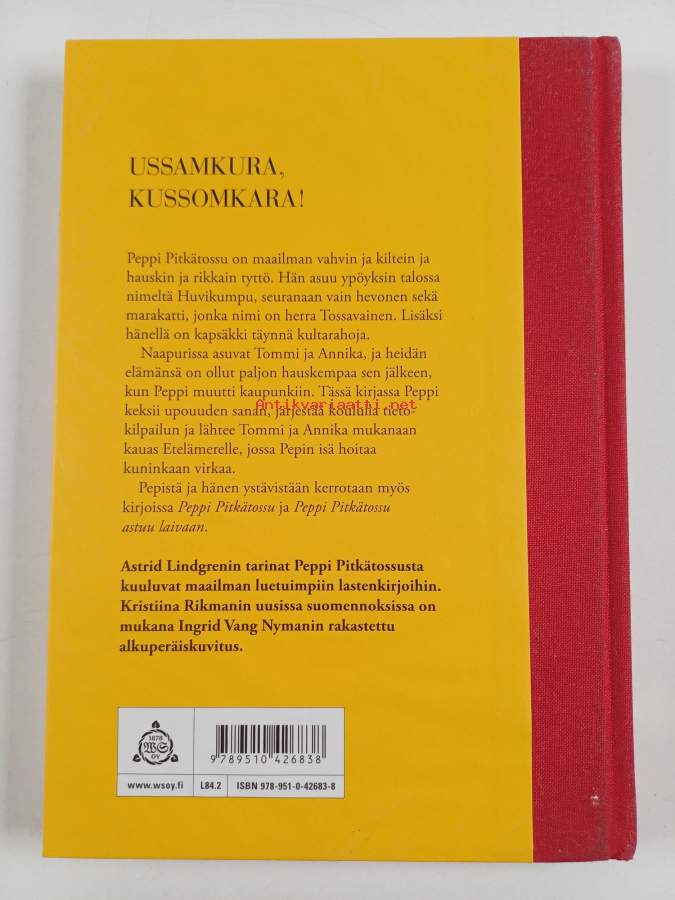 USSAMKURA,
KUSSOMKARA!
Peppi Pitkätossu on maailman vahvin ja kiltein ja
hauskin ja rikkain tyttö. Hän asuu ypöyksin talossa
nimeltä Huvikumpu, seuranaan vain hevonen sekä
marakatti, jonka nimi on herra Tossavainen. Lisäksi
hänellä on kapsäkki täynnä kultarahoja.
Naapurissa asuvat Tommi ja Annika, ja heidän
elämänsä on ollut paljon hauskempaa sen jälkeen,
kun Peppi muutti kaupunkiin. Tässä kirjassa Peppi
Antikvariaatti.net
keksii upouuden sanan, järjestää koululla tieto-
kilpailun ja lähtee Tommi ja Annika mukanaan
kauas Etelämerelle, jossa Pepin isä hoitaa
kuninkaan virkaa.
Pepistä ja hänen ystävistään kerrotaan myös
kirjoissa Peppi Pitkätossu ja Peppi Pitkätossu
astuu laivaan.
Astrid Lindgrenin tarinat Peppi Pitkätossusta
kuuluvat maailman luetuimpiin lastenkirjoihin.
Kristiina Rikmanin uusissa suomennoksissa on
mukana Ingrid Vang Nymanin rakastettu
alkuperäiskuvitus.
1878
WS
OY
9 789510 426838
www.wsoy.fi
L84.2
ISBN 978-951-0-42683-8